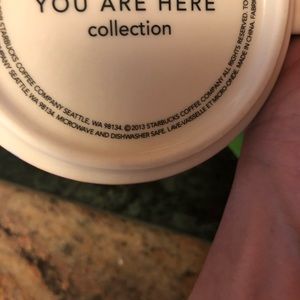 YOU ARE HERE
collection
STARBUCKS COFFEE COMPANY SEATTLE, WA 98134. ©2013 STARBUCKS COFFEE COMPANY ALL RIGHTS RESERVED
COMPANY SEATTLE, WA 98134. MICROWAVE AND DISHWASHER SAFE. LAVE-VAISSELLE ET MICRO-ONDE. MADE IN CHINA.